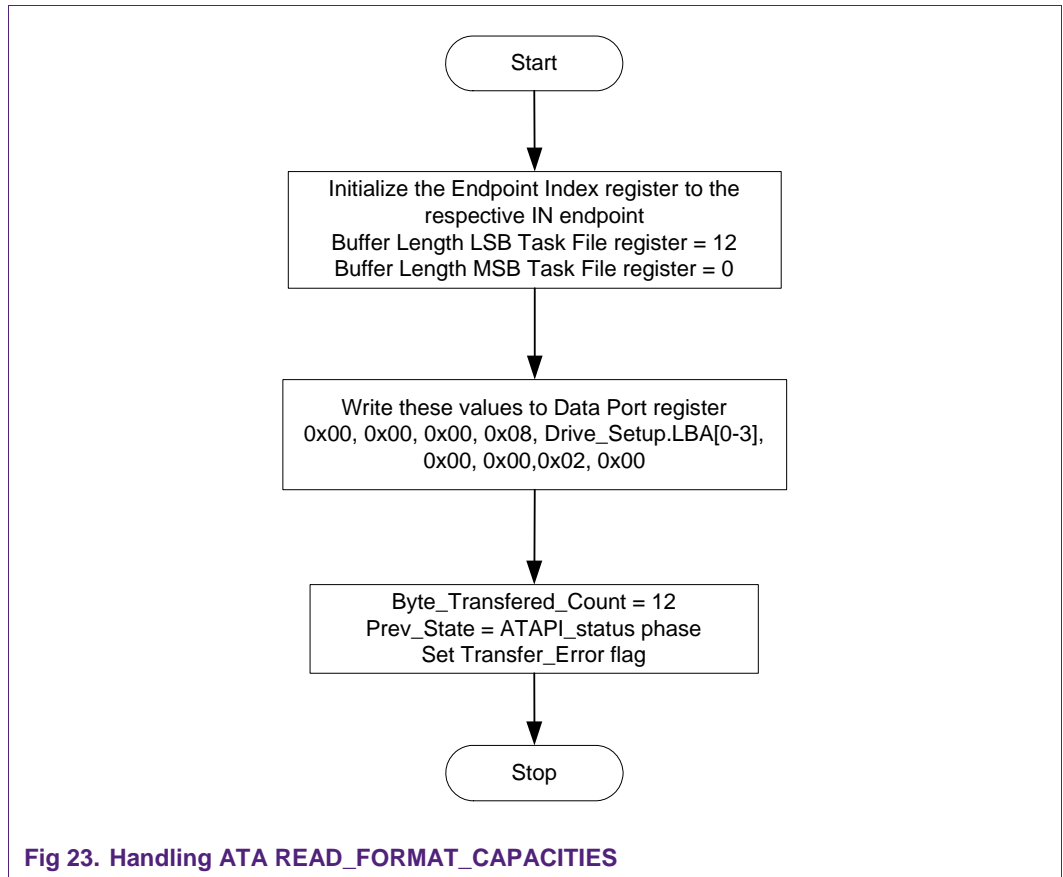 Start
Initialize the Endpoint Index register to the
respective IN endpoint
Buffer Length LSB Task File register = 12
Buffer Length MSB Task File register = 0
Write these values to Data Port register
0x00, 0x00, 0x00, 0x08, Drive_Setup.LBA[0-3],
0x00, 0x00,0x02, 0x00
Byte_Transfered_Count = 12
Prev_State = ATAPI_status phase
Set Transfer_Error flag
Stop
Fig 23. Handling ATA READ_FORMAT_CAPACITIES